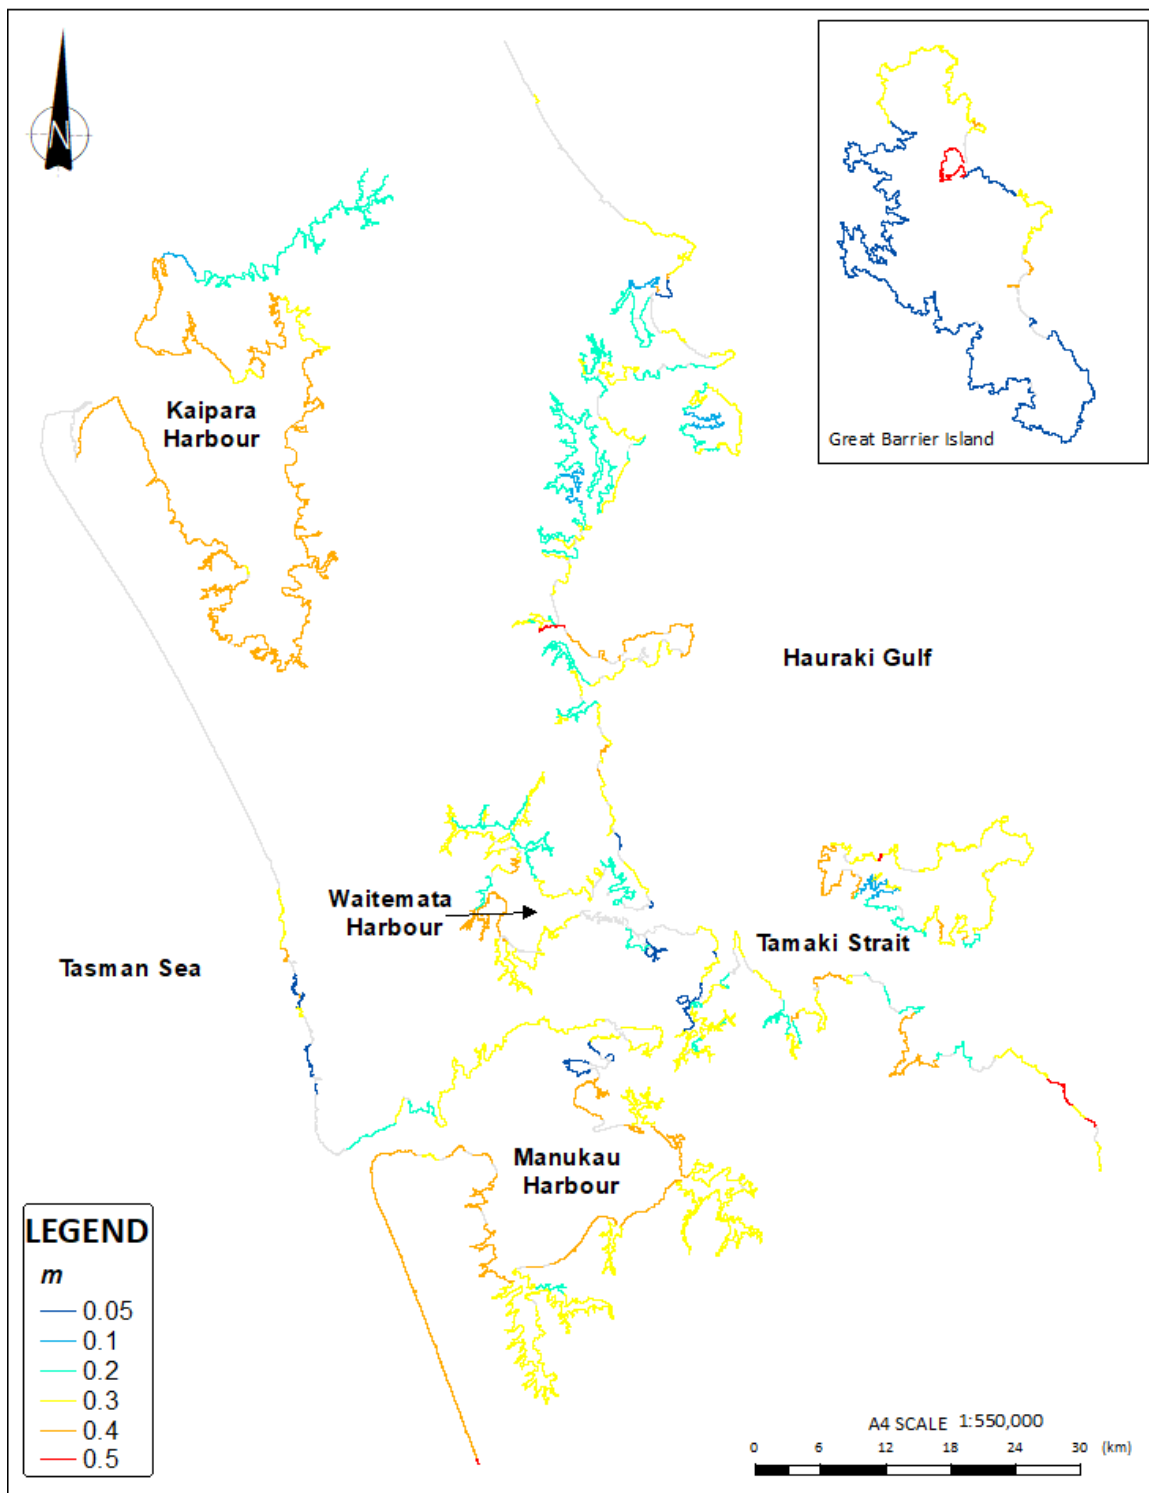 N
Great Barrier Island
Kaipara
Harbour
Hauraki Gulf
Waitemata
Harbour
Tamaki Strait
Tasman Sea
Manukau
Harbour
LEGEND
m
0.05
0.1
0.2
0.3
0.4
0.5
A4 SCALE 1:550,000
0 6 12 18 24 30 (km)